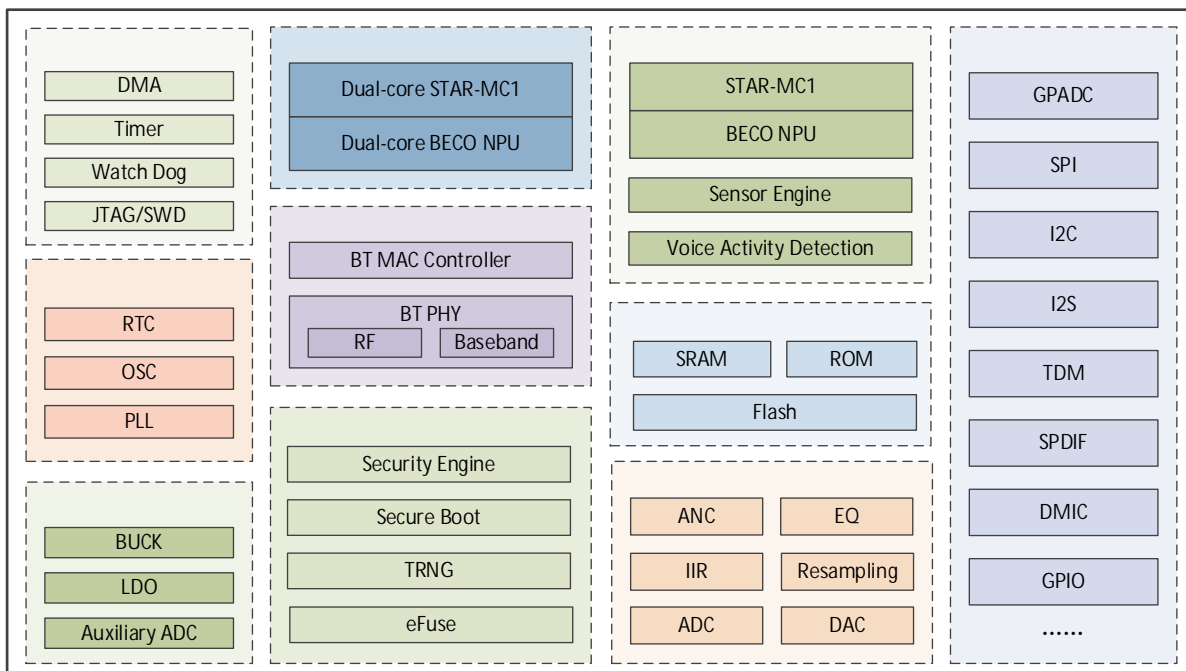 DMA
Timer
Watch Dog
JTAG/SWD
RTC
OSC
PLL
BUCK
LDO
Auxiliary ADC
Dual-core STAR-MC1
Dual-core BECO NPU
BT MAC Controller
BT PHY
RF
Baseband
Security Engine
Secure Boot
TRNG
eFuse
STAR-MC1
BECO NPU
Sensor Engine
Voice Activity Detection
SRAM
ROM
Flash
ANC
EQ
IIR
Resampling
ADC
DAC
GPADC
SPI
I2C
I2S
TDM
SPDIF
DMIC
GPIO
......